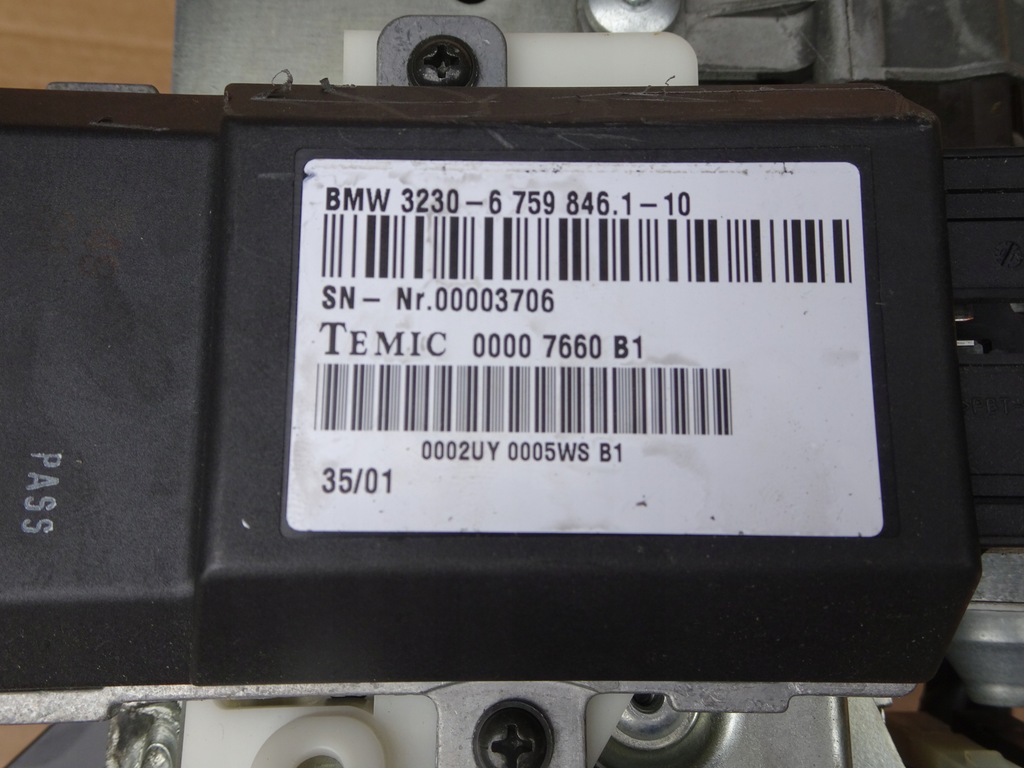 BMW 3230-6 759 846.1-10
SN- Nr.00003706
TEMIC 0000 7660 B1
0002UY 0005WS B1
35/01
PASS